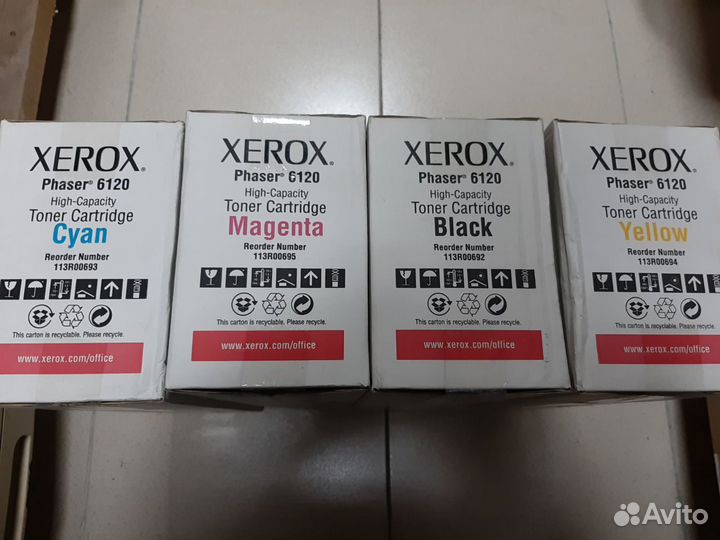 XEROX®
Phaser® 6120
High-Capacity
Toner Cartridge
Cyan
Reorder Number
113R00693
This carton is recyclable. Please recycle.
www.xerox.com/office
XEROX®
Phaser® 6120
High-Capacity
Toner Cartridge
Magenta
Reorder Number
113R00695
This carton is recyclable. Please recycle.
www.xerox.com/office
XEROX®
Phaser® 6120
High-Capacity
Toner Cartridge
Black
Reorder Number
113R00692
This carton is recyclable. Please recycle.
www.xerox.com/office
XEROX®
Phaser® 6120
High-Capacity
Toner Cartridge
Yellow
Reorder Number
113R00694
This carton is recyclable. Please recycle.
www.xerox.com/office
Avito